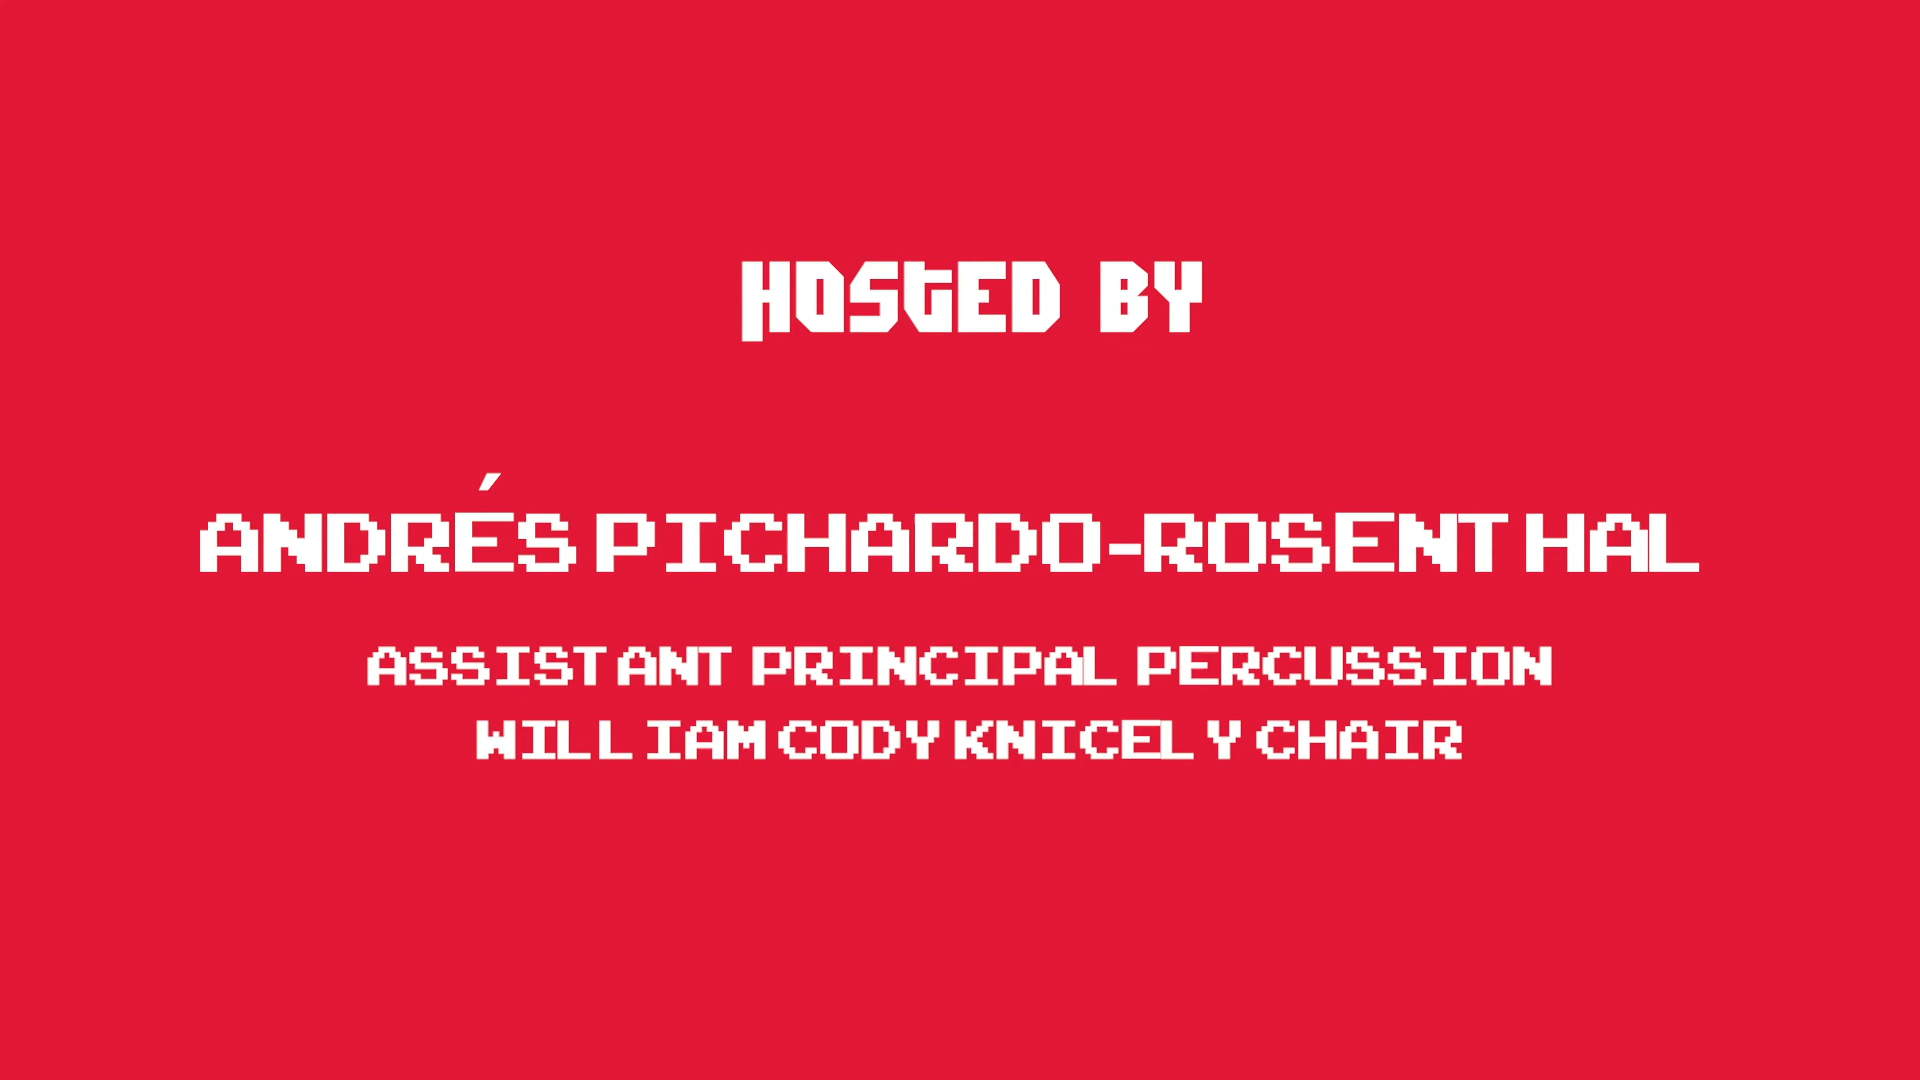 HOSTED BY
ANDRÉS PICHARDO-ROSENTHAL
ASSISTANT PRINCIPAL PERCUSSION
WILLIAM CODY KNICELY CHAIR